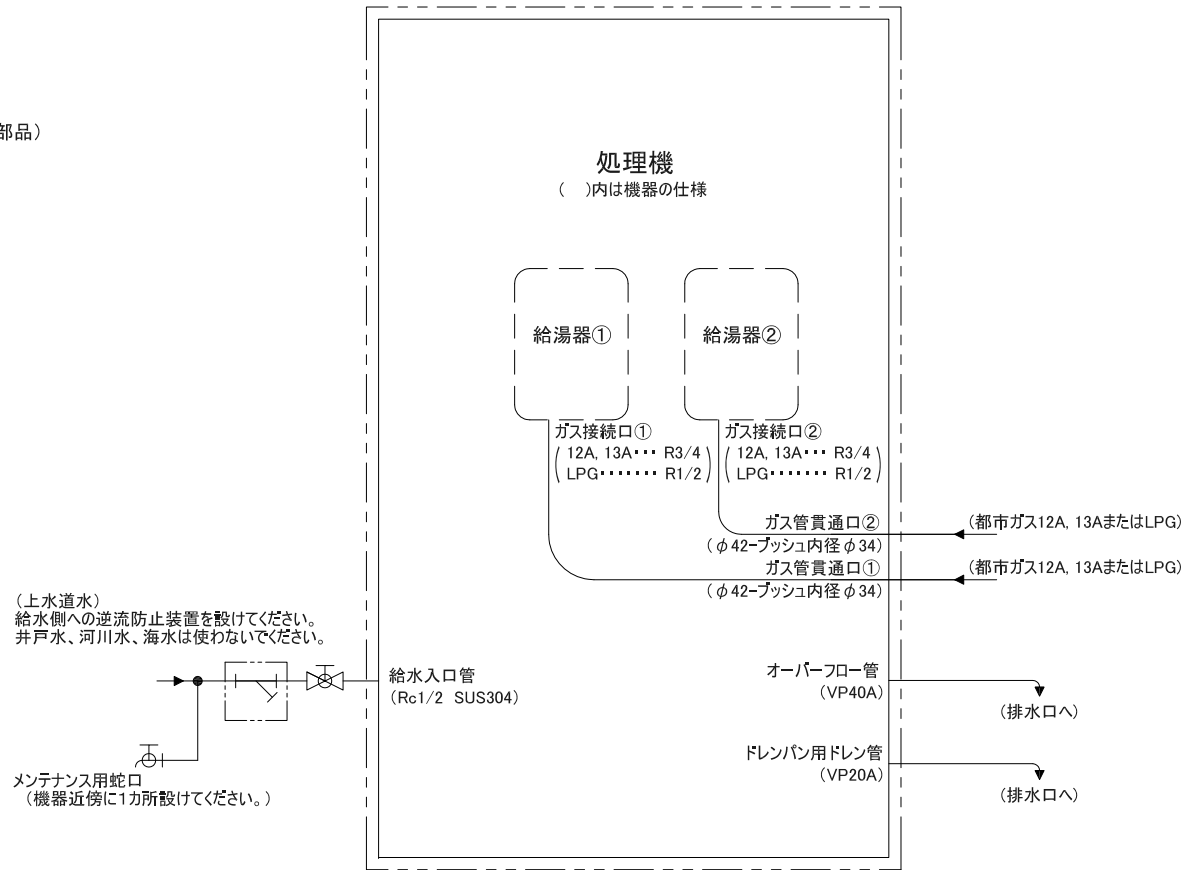 部品）
処理機
（　）内は機器の仕様
給湯器①
給湯器②
ガス接続口①
12A, 13A･･･ R3/4
LPG･･･････ R1/2
ガス接続口②
12A, 13A･･･ R3/4
LPG･･･････ R1/2
ガス管貫通口②
（φ42-ブッシュ内径φ34）
（都市ガス12A, 13AまたはLPG）
ガス管貫通口①
（φ42-ブッシュ内径φ34）
（都市ガス12A, 13AまたはLPG）
（上水道水）
給水側への逆流防止装置を設けてください。
井戸水、河川水、海水は使わないでください。
給水入口管
（Rc1/2 SUS304）
メンテナンス用蛇口
（機器近傍に1カ所設けてください。）
オーバーフロー管
（VP40A）
（排水口へ）
ドレンパン用ドレン管
（VP20A）
（排水口へ）